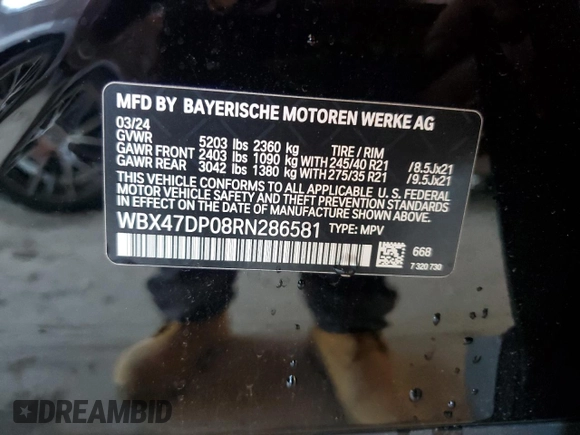 MFD BY BAYERISCHE MOTOREN WERKE AG
03/24
GVWR 5203 lbs 2360 kg TIRE / RIM
GAWR FRONT 2403 lbs 1090 kg WITH 245/40 R21 /8.5Jx21
GAWR REAR 3042 lbs 1380 kg WITH 275/35 R21 /9.5Jx21
THIS VEHICLE CONFORMS TO ALL APPLICABLE U. S. FEDERAL
MOTOR VEHICLE SAFETY AND THEFT PREVENTION STANDARDS
IN EFFECT ON THE DATE OF MANUFACTURE SHOWN ABOVE.
WBX47DP08RN286581 TYPE: MPV
668
7 320 730
DREAMBID